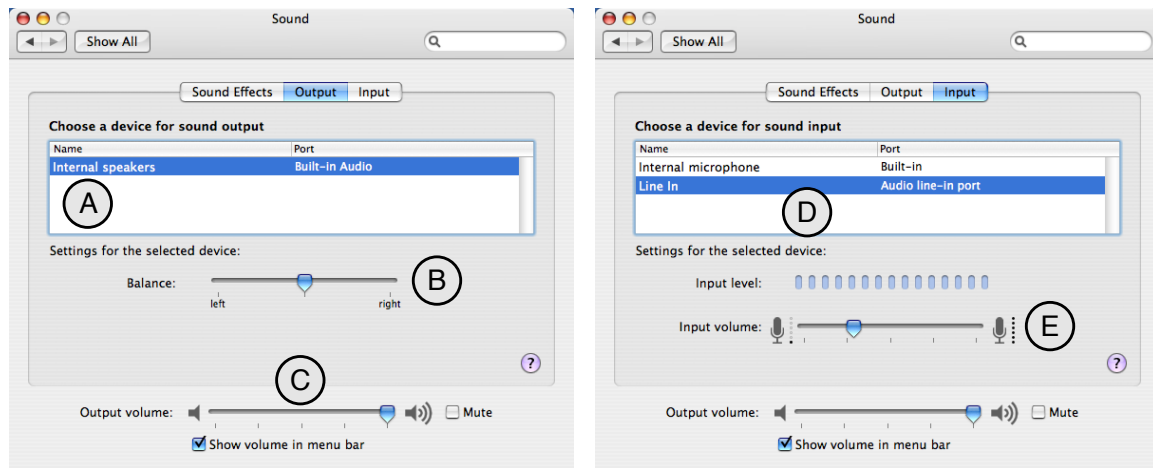 Sound
Show All
Sound Effects Output Input
Choose a device for sound output
Name Port
Internal speakers Built-in Audio
A
Settings for the selected device:
Balance:
B
left right
?
C
Output volume: Mute
Show volume in menu bar
Sound
Show All
Sound Effects Output Input
Choose a device for sound input
Name Port
Internal microphone Built-in
Line In Audio line-in port
D
Settings for the selected device:
Input level:
Input volume:
E
?
Output volume: Mute
Show volume in menu bar